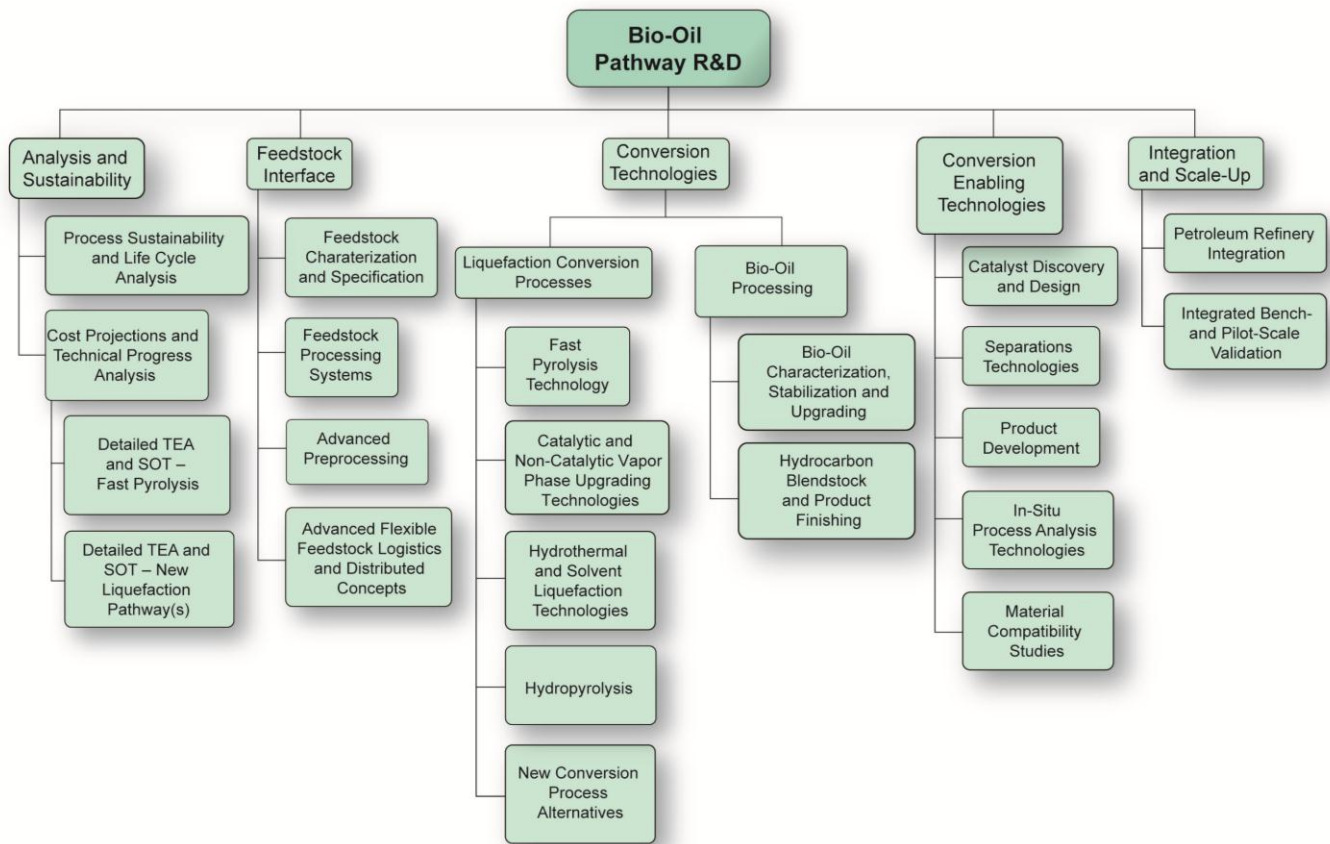 Bio-Oil
Pathway R&D
Analysis and
Sustainability
Process Sustainability
and Life Cycle
Analysis
Cost Projections and
Technical Progress
Analysis
Detailed TEA
and SOT –
Fast Pyrolysis
Detailed TEA and
SOT – New
Liquefaction
Pathway(s)
Feedstock
Interface
Feedstock
Charaterization
and Specification
Feedstock
Processing
Systems
Advanced
Preprocessing
Advanced Flexible
Feedstock Logistics
and Distributed
Concepts
Conversion
Technologies
Liquefaction Conversion
Processes
Fast
Pyrolysis
Technology
Catalytic and
Non-Catalytic Vapor
Phase Upgrading
Technologies
Hydrothermal
and Solvent
Liquefaction
Technologies
Hydropyrolysis
New Conversion
Process
Alternatives
Bio-Oil
Processing
Bio-Oil
Characterization,
Stabilization and
Upgrading
Hydrocarbon
Blendstock
and Product
Finishing
Conversion
Enabling
Technologies
Catalyst Discovery
and Design
Separations
Technologies
Product
Development
In-Situ
Process Analysis
Technologies
Material
Compatibility
Studies
Integration
and Scale-Up
Petroleum Refinery
Integration
Integrated Bench-
and Pilot-Scale
Validation